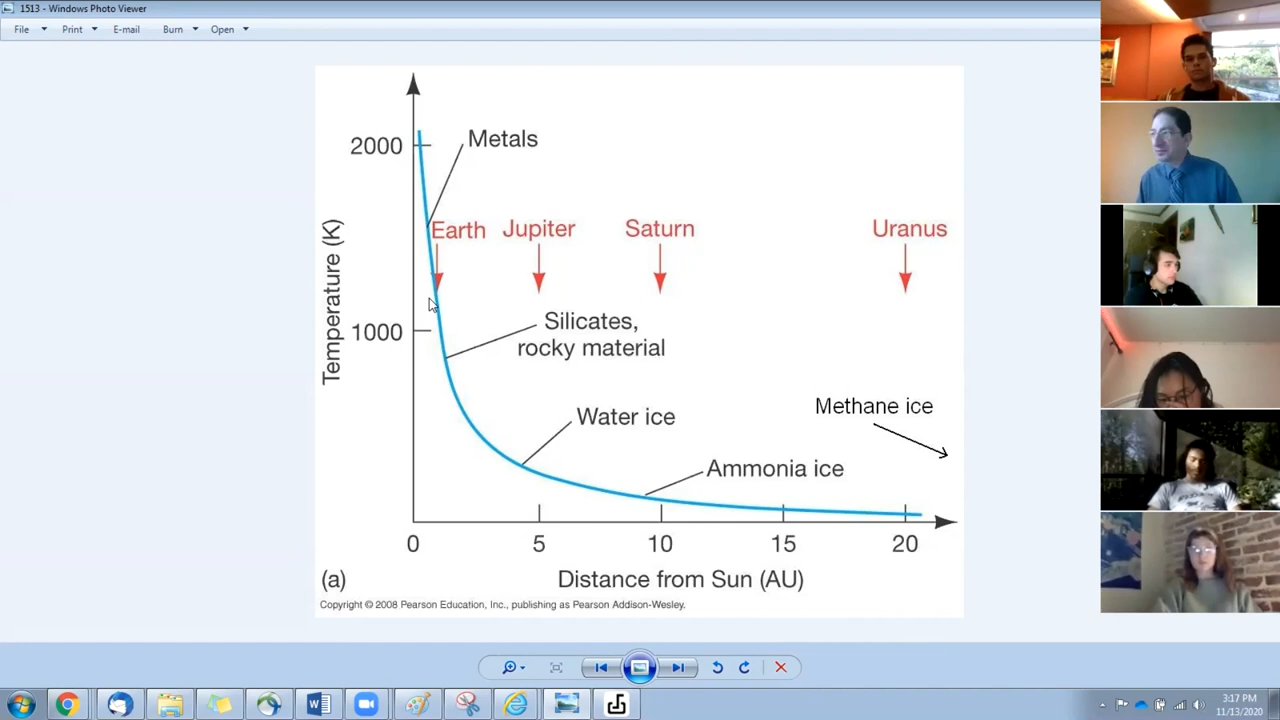 1513 - Windows Photo Viewer
File Print E-mail Burn Open
2000
Metals
Earth Jupiter Saturn Uranus
Temperature (K)
1000
Silicates,
rocky material
Methane ice
Water ice
Ammonia ice
0 5 10 15 20
(a) Distance from Sun (AU)
Copyright © 2008 Pearson Education, Inc., publishing as Pearson Addison-Wesley.
3:17 PM
11/13/2020